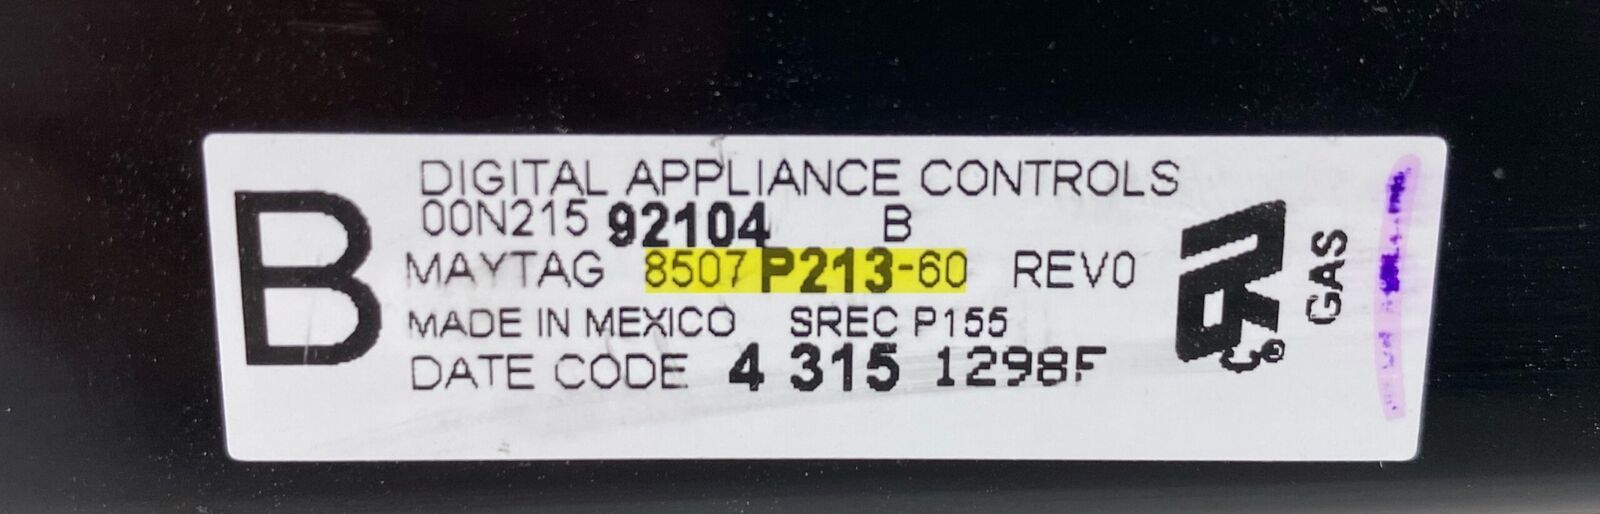 B
DIGITAL APPLIANCE CONTROLS
00N215 92104 B
MAYTAG 8507P213-60 REV0
MADE IN MEXICO SREC P155
DATE CODE 4 315 1298F
GAS